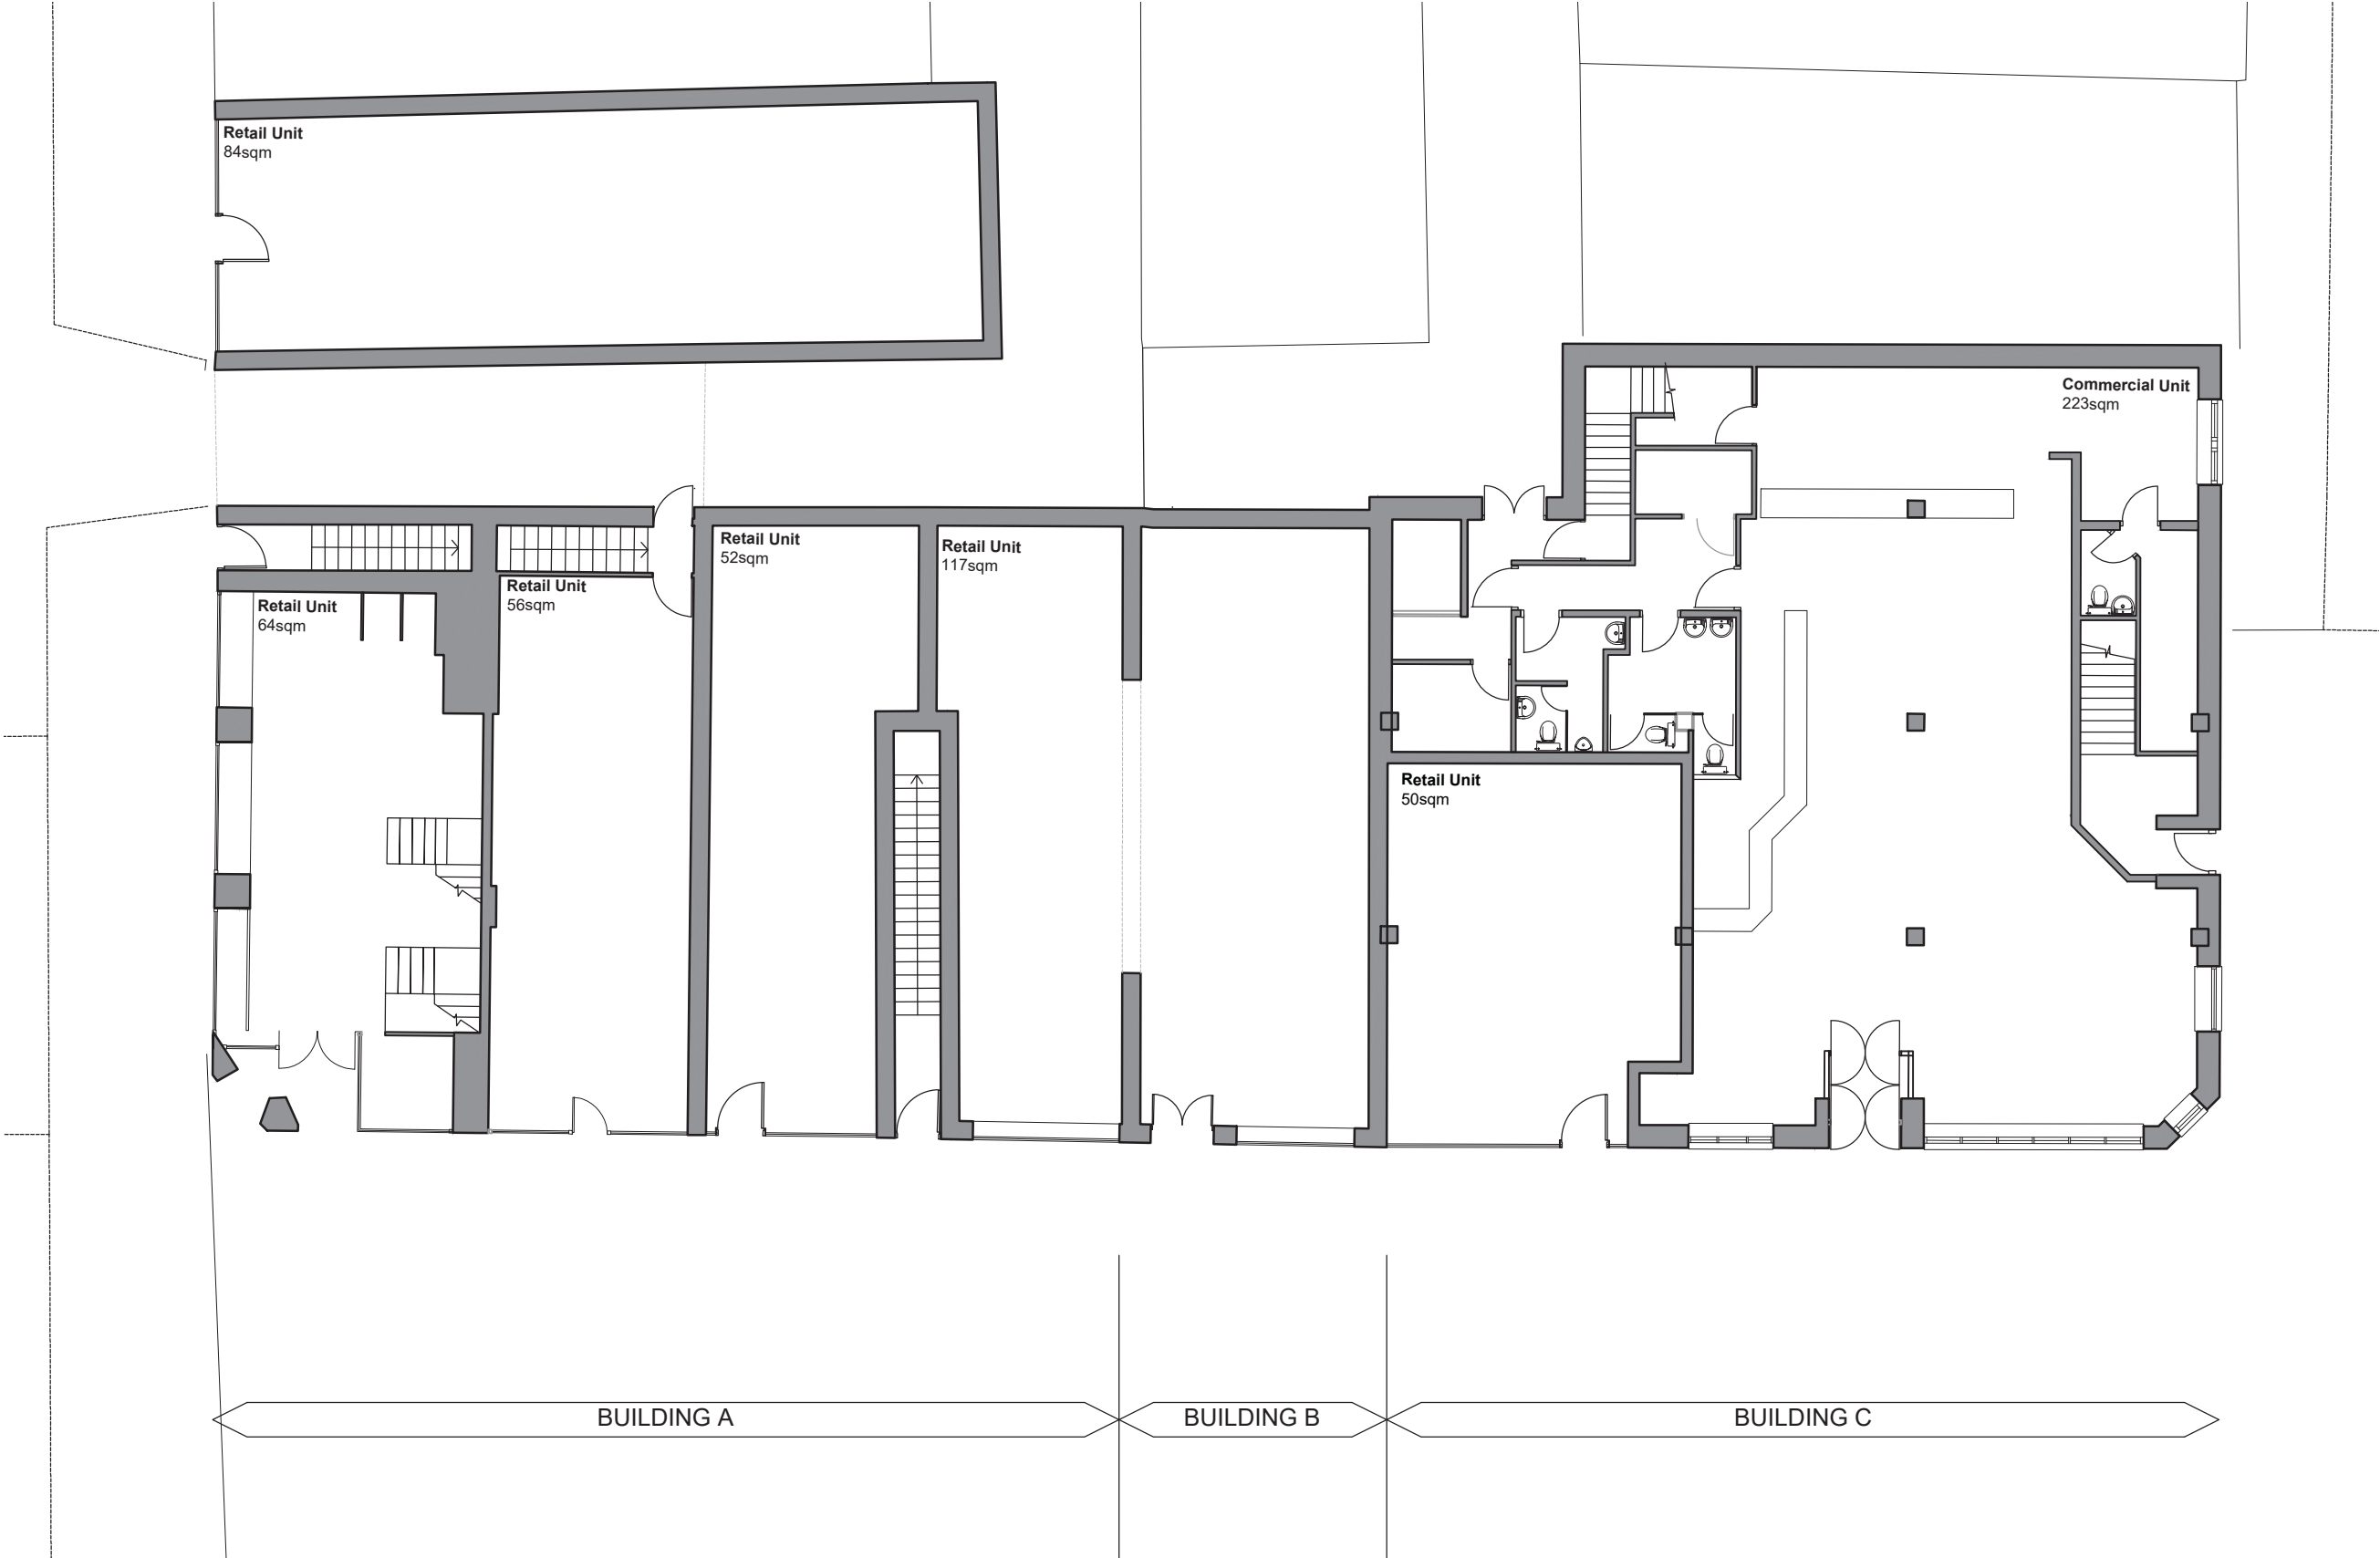 Retail Unit
84sqm
Commercial Unit
223sqm
Retail Unit
52sqm
Retail Unit
117sqm
Retail Unit
56sqm
Retail Unit
64sqm
Retail Unit
50sqm
BUILDING A
BUILDING B
BUILDING C